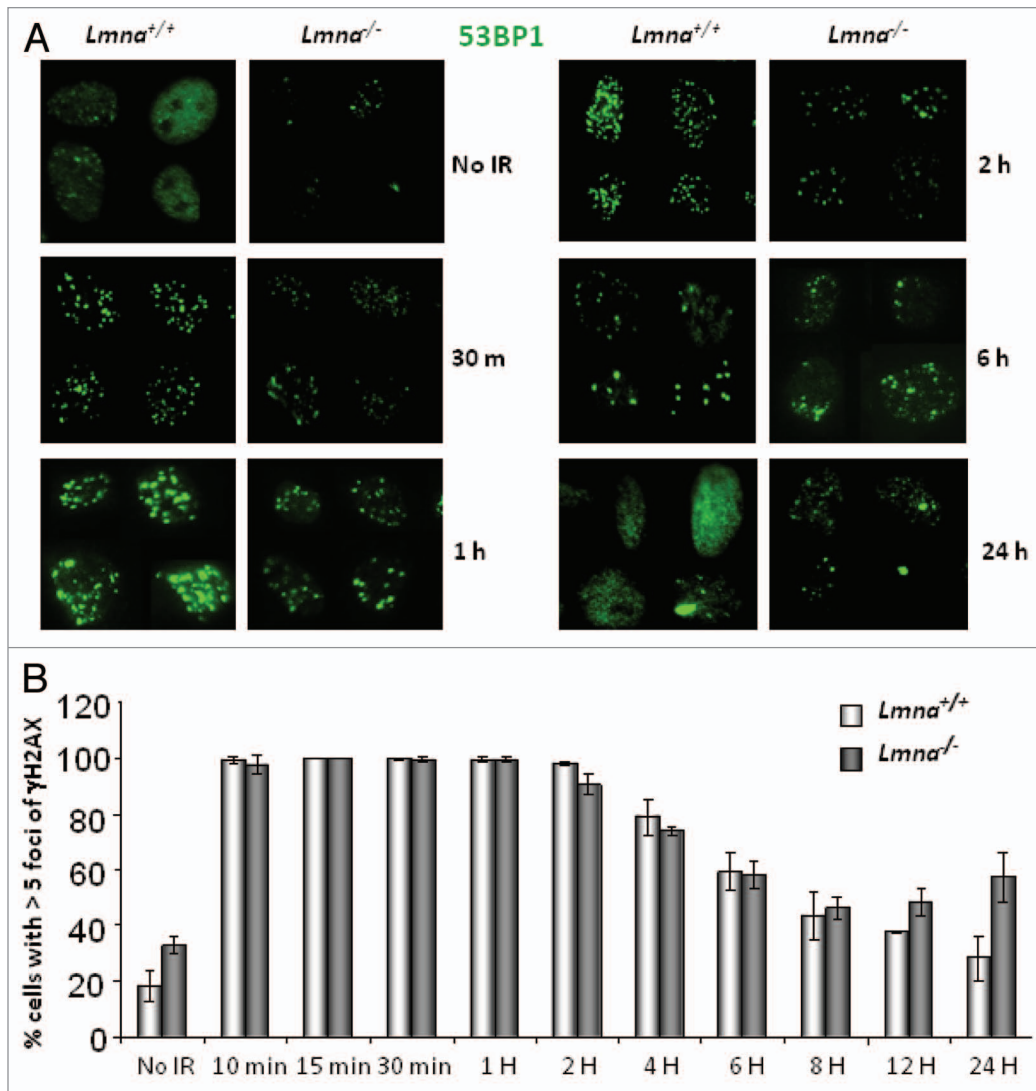 A
Lmna+/+ Lmna-/- 53BP1 Lmna+/+ Lmna-/-
No IR 2 h
30 m 6 h
1 h 24 h
B
% cells with > 5 foci of γH2AX
120
100
80
60
40
20
0
Lmna+/+
Lmna-/-
No IR 10 min 15 min 30 min 1 H 2 H 4 H 6 H 8 H 12 H 24 H